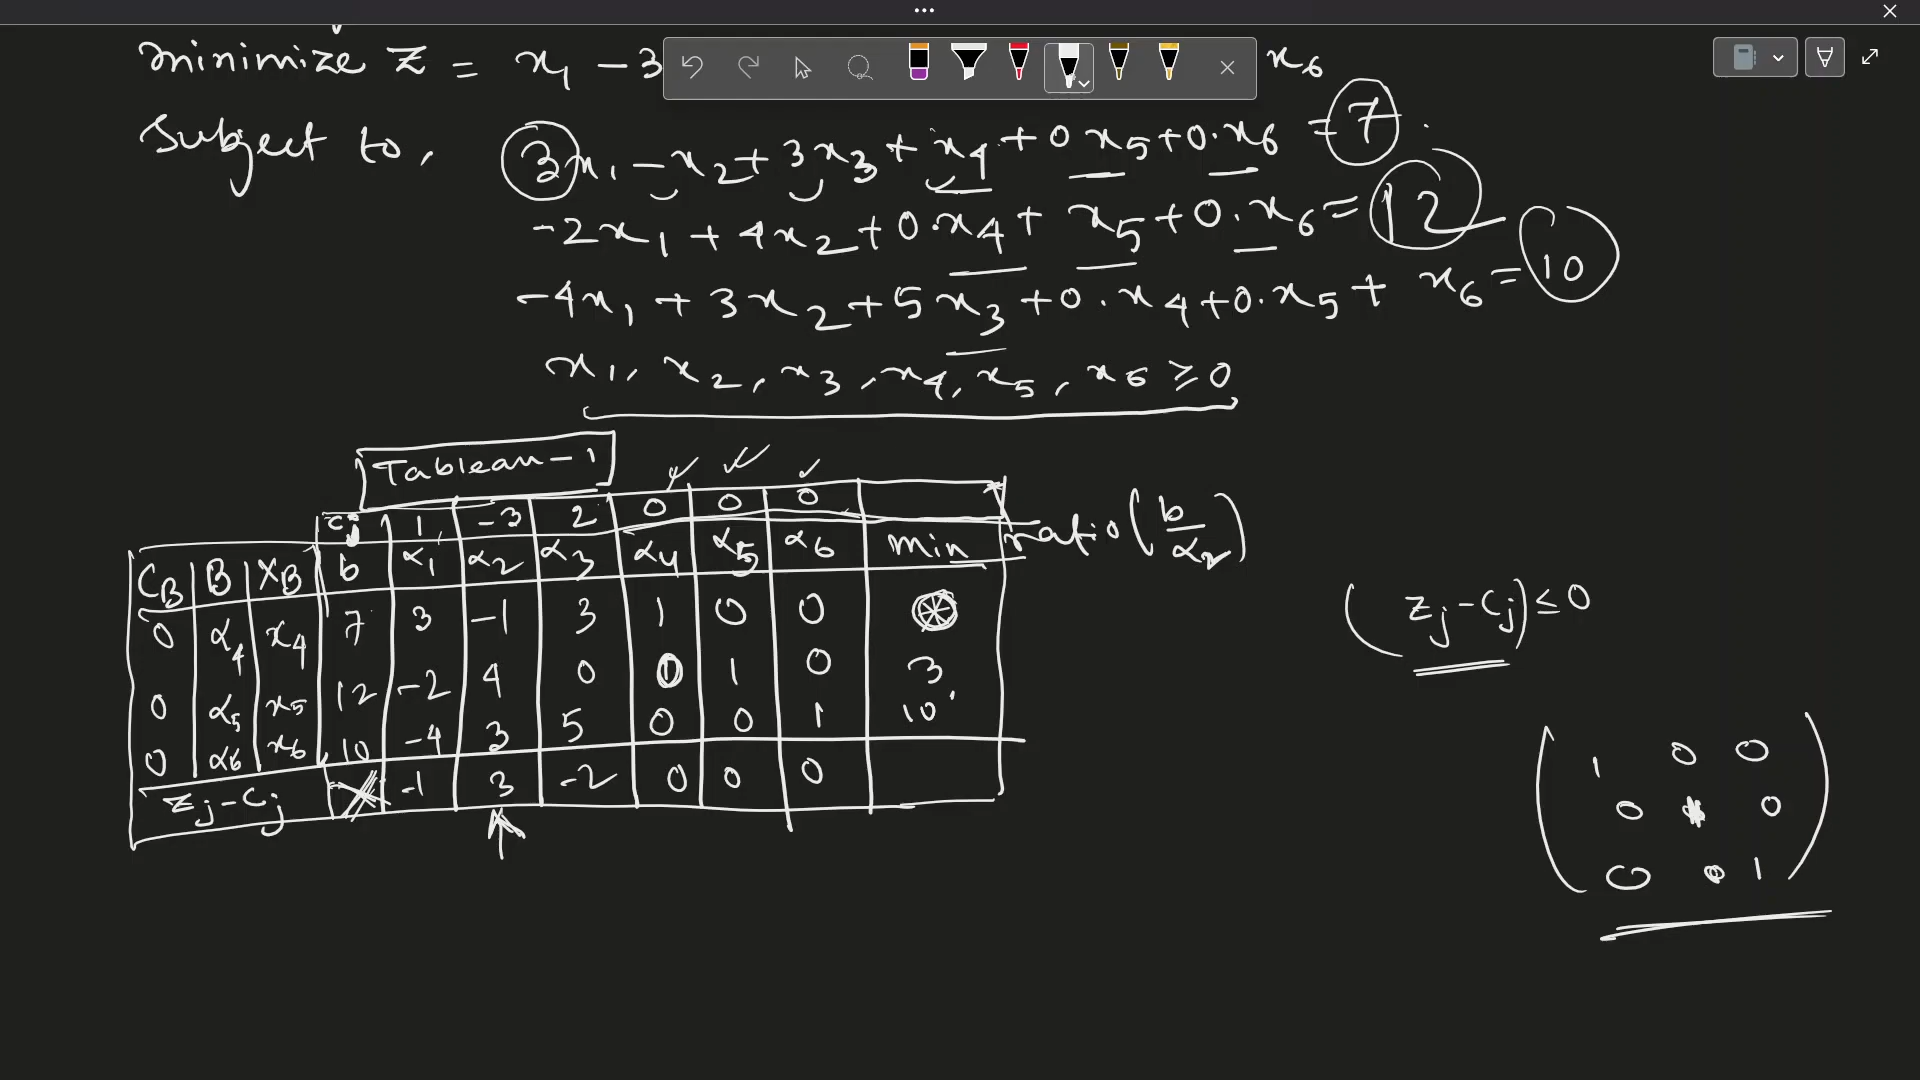 minimize Z = x1 - 3 x6
Subject to, 3x1 - x2 + 3x3 + x4 + 0 x5 + 0.x6 = 7.
-2x1 + 4x2 + 0.x4 + x5 + 0.x6 = 12
-4x1 + 3x2 + 5x3 + 0.x4 + 0.x5 + x6 = 10
x1, x2, x3, x4, x5, x6 ≥ 0
Tableau-1
cj 1 -3 2 0 0 0
CB B XB b α1 α2 α3 α4 α5 α6 min ratio (b/α2)
0 α4 x4 7 3 -1 3 1 0 0
0 α5 x5 12 -2 4 0 0 1 0 3
0 α6 x6 10 -4 3 5 0 0 1 10
Zj-Cj -1 3 -2 0 0 0
(Zj-Cj) ≤ 0
1 0 0
0 0
0 0 1